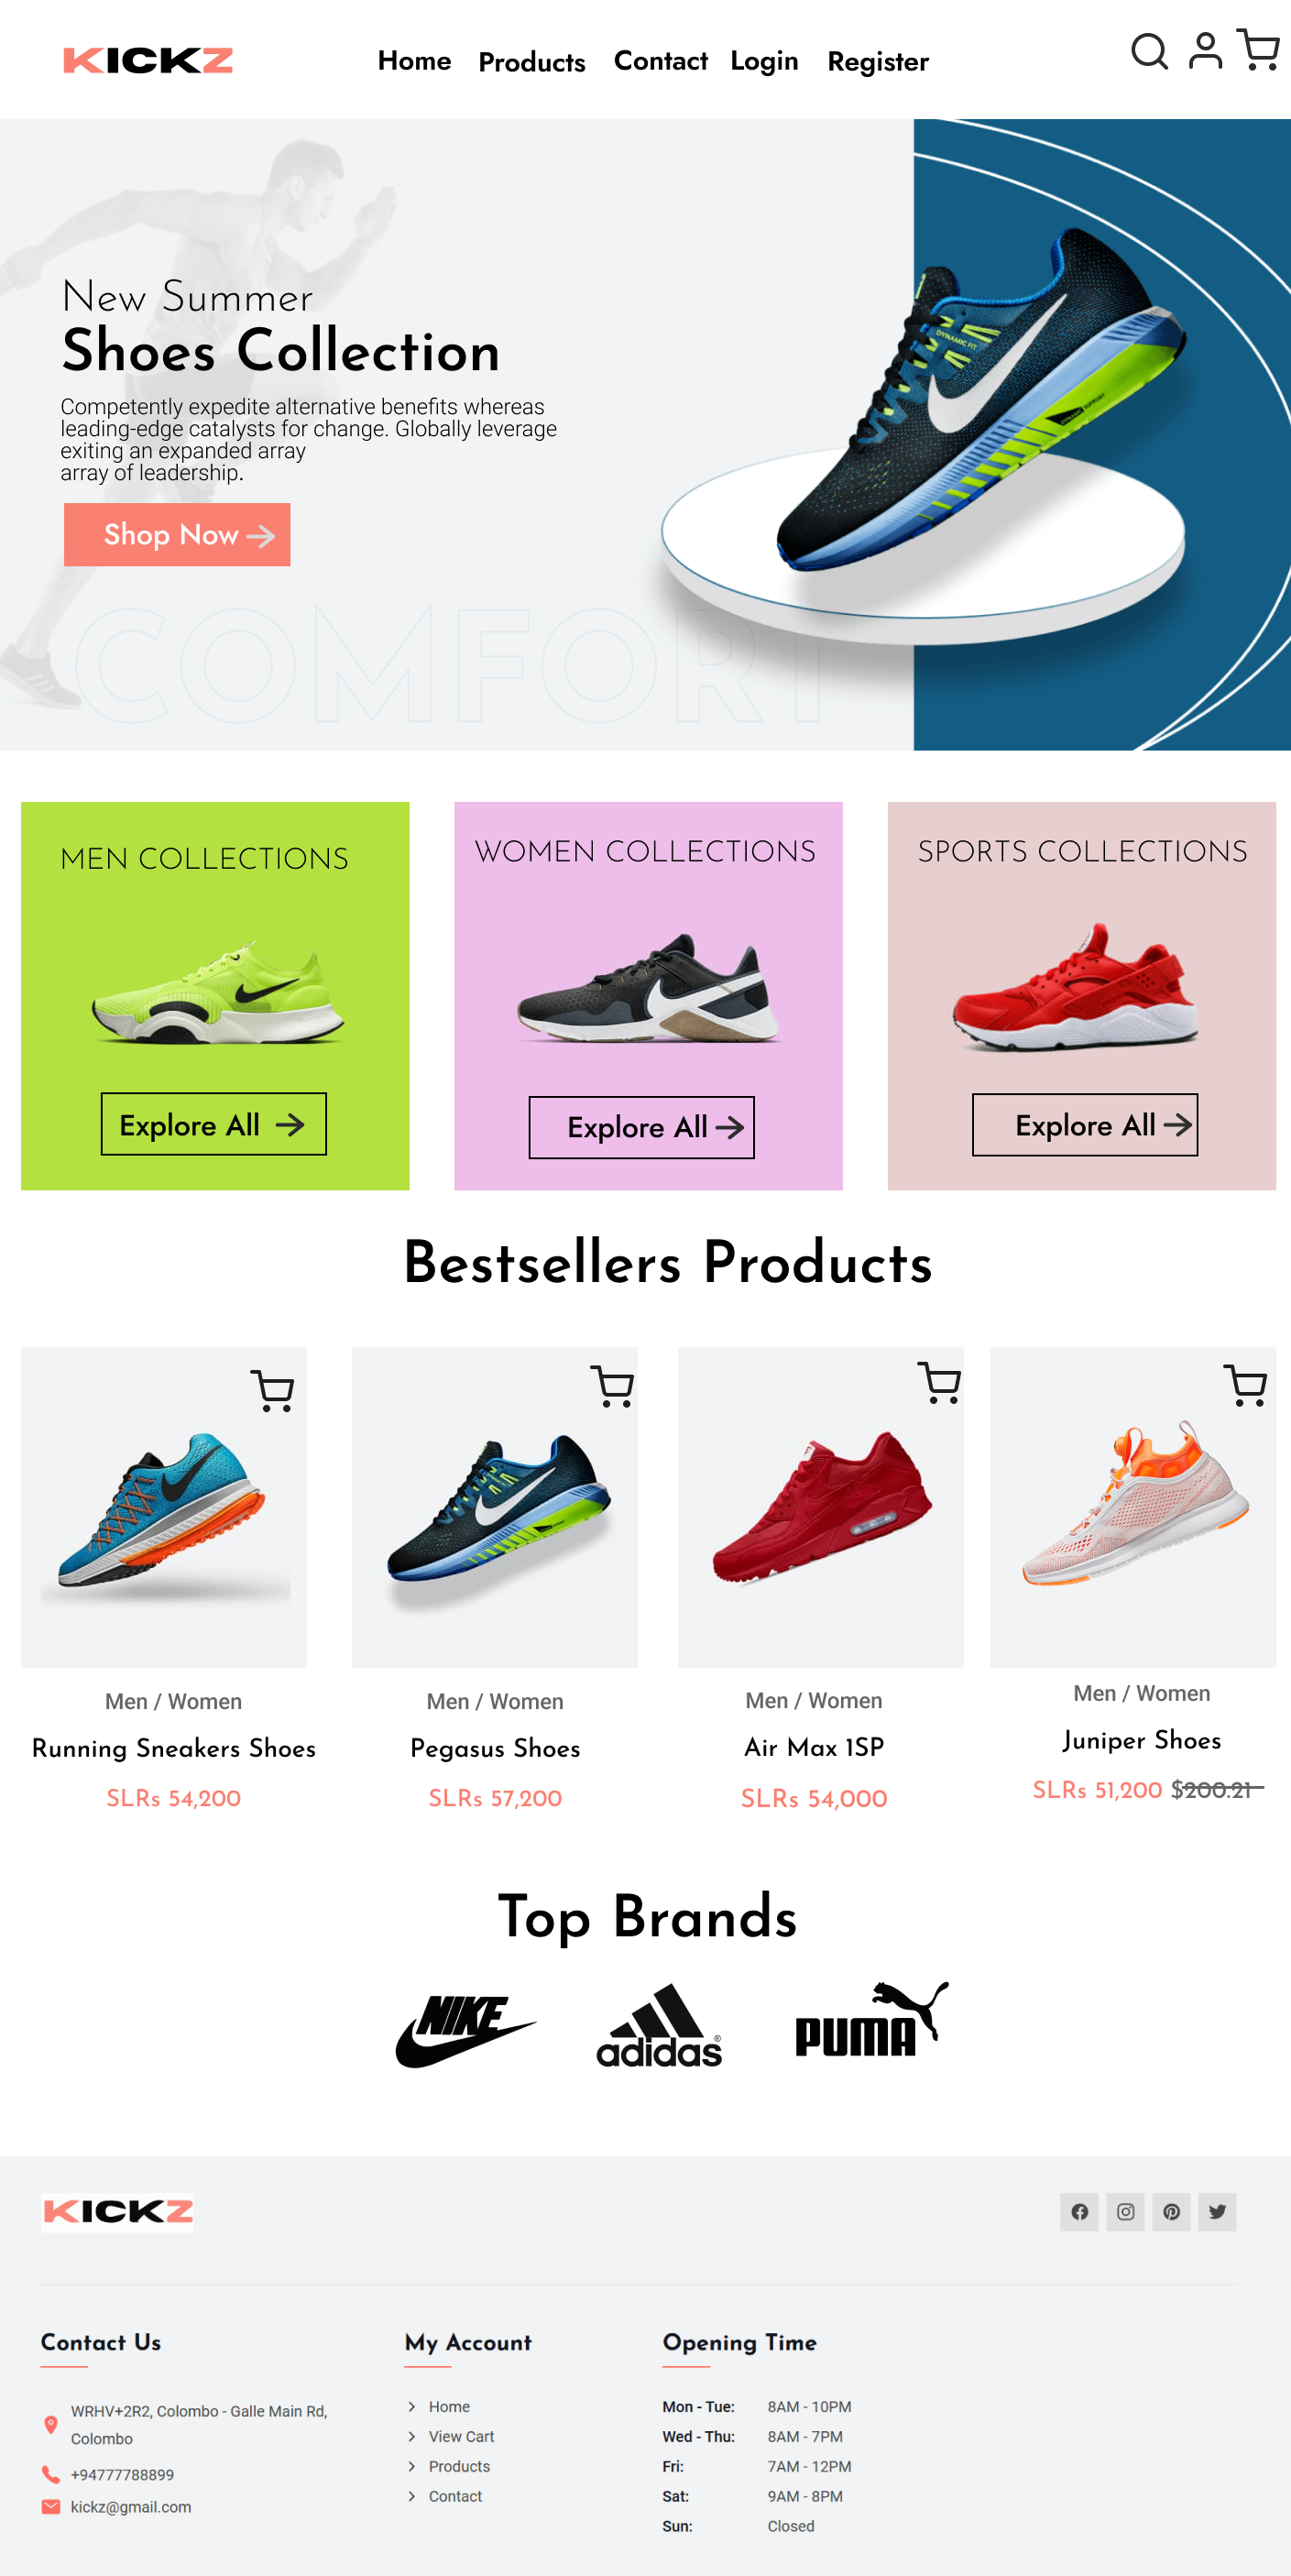 KICKZ
Home Products Contact Login Register
New Summer
Shoes Collection
Competently expedite alternative benefits whereas
leading-edge catalysts for change. Globally leverage
exiting an expanded array
array of leadership.
Shop Now
COMFORT
DYNAMIC FIT
MEN COLLECTIONS
WOMEN COLLECTIONS
SPORTS COLLECTIONS
Explore All
Explore All
Explore All
Bestsellers Products
Men / Women
Running Sneakers Shoes
SLRs 54,200
Men / Women
Pegasus Shoes
SLRs 57,200
Men / Women
Air Max 1SP
SLRs 54,000
Men / Women
Juniper Shoes
SLRs 51,200 $200.21
Top Brands
NIKE
adidas®
PUMA
KICKZ
Contact Us
WRHV+2R2, Colombo - Galle Main Rd,
Colombo
+94777788899
kickz@gmail.com
My Account
Home
View Cart
Products
Contact
Opening Time
Mon - Tue: 8AM - 10PM
Wed - Thu: 8AM - 7PM
Fri: 7AM - 12PM
Sat: 9AM - 8PM
Sun: Closed